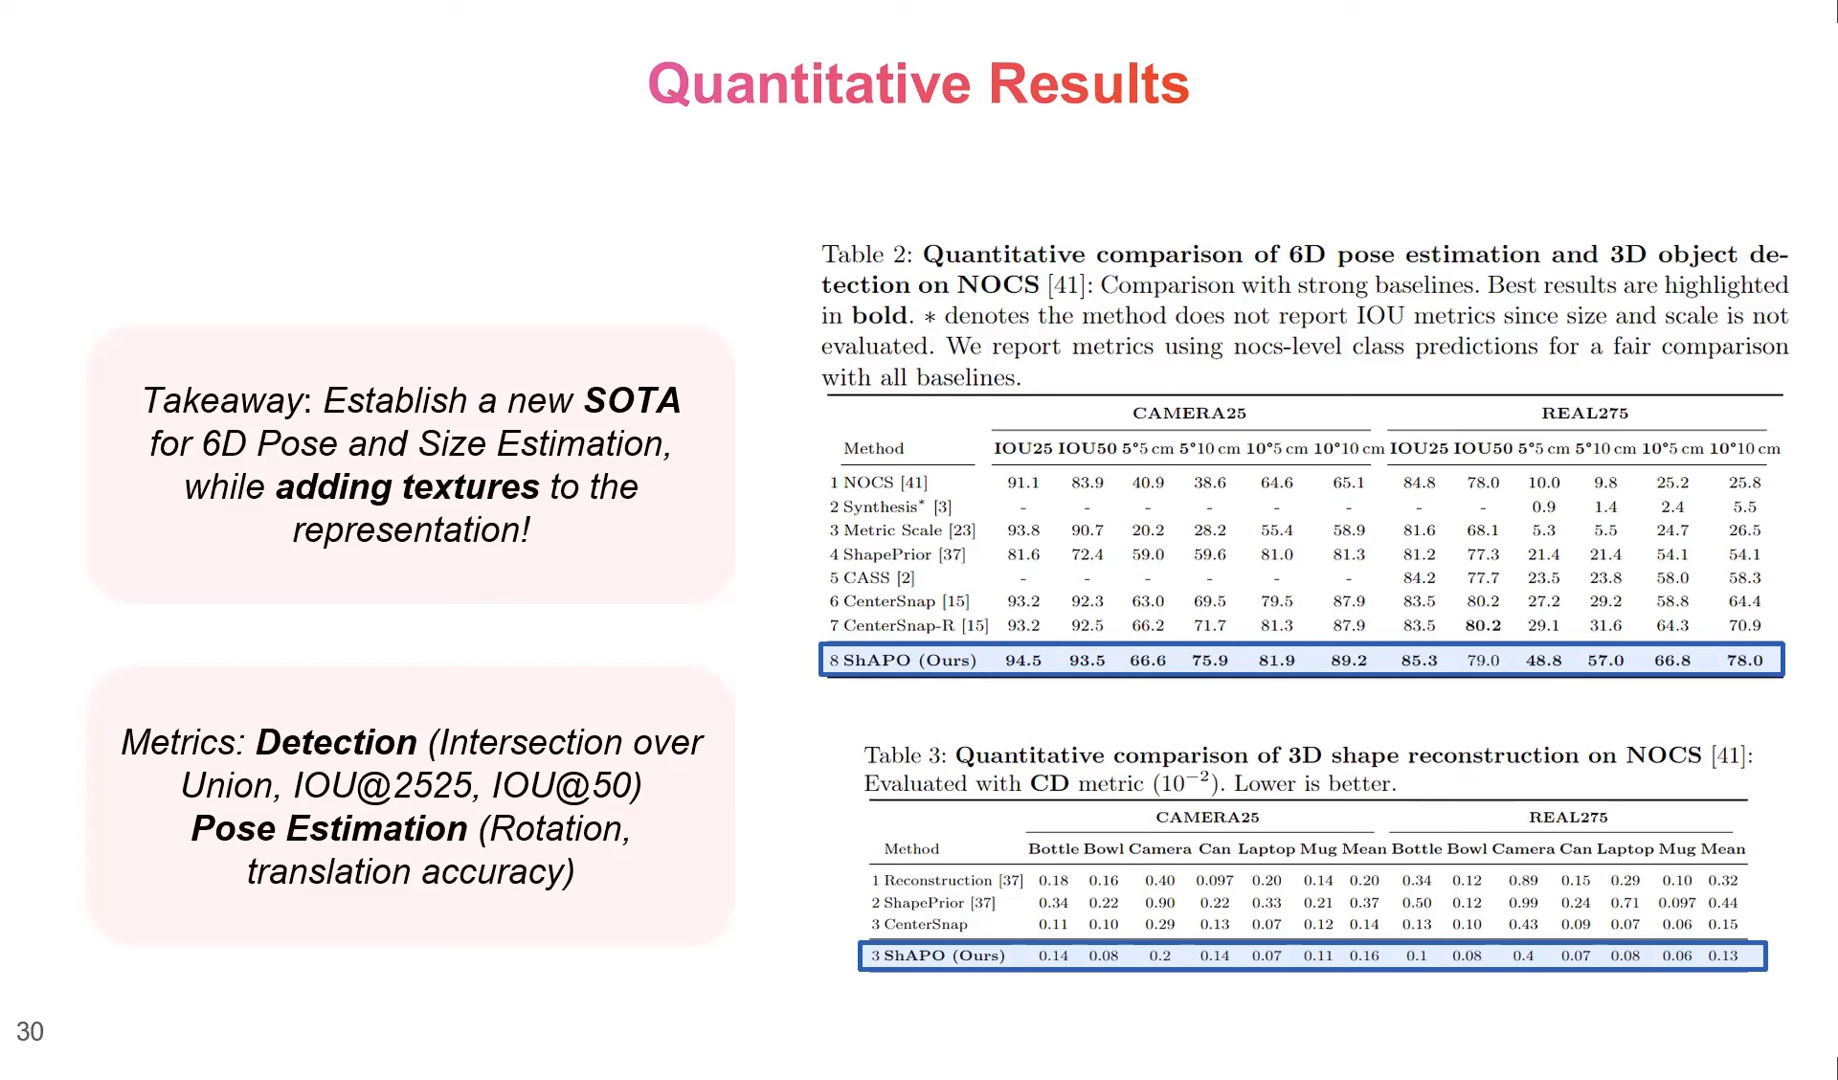 Quantitative Results
Takeaway: Establish a new SOTA
for 6D Pose and Size Estimation,
while adding textures to the
representation!
Metrics: Detection (Intersection over
Union, IOU@2525, IOU@50)
Pose Estimation (Rotation,
translation accuracy)
Table 2: Quantitative comparison of 6D pose estimation and 3D object de-
tection on NOCS [41]: Comparison with strong baselines. Best results are highlighted
in bold. * denotes the method does not report IOU metrics since size and scale is not
evaluated. We report metrics using nocs-level class predictions for a fair comparison
with all baselines.
CAMERA25 REAL275
Method IOU25 IOU50 5°5 cm 5°10 cm 10°5 cm 10°10 cm IOU25 IOU50 5°5 cm 5°10 cm 10°5 cm 10°10 cm
1 NOCS [41] 91.1 83.9 40.9 38.6 64.6 65.1 84.8 78.0 10.0 9.8 25.2 25.8
2 Synthesis* [3] - - - - - - - - 0.9 1.4 2.4 5.5
3 Metric Scale [23] 93.8 90.7 20.2 28.2 55.4 58.9 81.6 68.1 5.3 5.5 24.7 26.5
4 ShapePrior [37] 81.6 72.4 59.0 59.6 81.0 81.3 81.2 77.3 21.4 21.4 54.1 54.1
5 CASS [2] - - - - - - 84.2 77.7 23.5 23.8 58.0 58.3
6 CenterSnap [15] 93.2 92.3 63.0 69.5 79.5 87.9 83.5 80.2 27.2 29.2 58.8 64.4
7 CenterSnap-R [15] 93.2 92.5 66.2 71.7 81.3 87.9 83.5 80.2 29.1 31.6 64.3 70.9
8 ShAPO (Ours) 94.5 93.5 66.6 75.9 81.9 89.2 85.3 79.0 48.8 57.0 66.8 78.0
Table 3: Quantitative comparison of 3D shape reconstruction on NOCS [41]:
Evaluated with CD metric (10⁻²). Lower is better.
CAMERA25 REAL275
Method Bottle Bowl Camera Can Laptop Mug Mean Bottle Bowl Camera Can Laptop Mug Mean
1 Reconstruction [37] 0.18 0.16 0.40 0.097 0.20 0.14 0.20 0.34 0.12 0.89 0.15 0.29 0.10 0.32
2 ShapePrior [37] 0.34 0.22 0.90 0.22 0.33 0.21 0.37 0.50 0.12 0.99 0.24 0.71 0.097 0.44
3 CenterSnap 0.11 0.10 0.29 0.13 0.07 0.12 0.14 0.13 0.10 0.43 0.09 0.07 0.06 0.15
3 ShAPO (Ours) 0.14 0.08 0.2 0.14 0.07 0.11 0.16 0.1 0.08 0.4 0.07 0.08 0.06 0.13
30